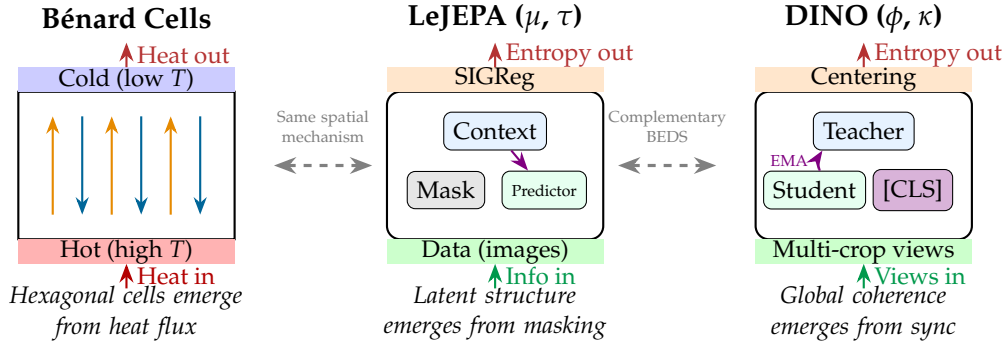 Bénard Cells
Heat out
Cold (low T)
Hot (high T)
Heat in
Hexagonal cells emerge
from heat flux
Same spatial
mechanism
LeJEPA (μ, τ)
Entropy out
SIGReg
Context
Mask
Predictor
Data (images)
Info in
Latent structure
emerges from masking
Complementary
BEDS
DINO (ϕ, κ)
Entropy out
Centering
Teacher
EMA
Student
[CLS]
Multi-crop views
Views in
Global coherence
emerges from sync